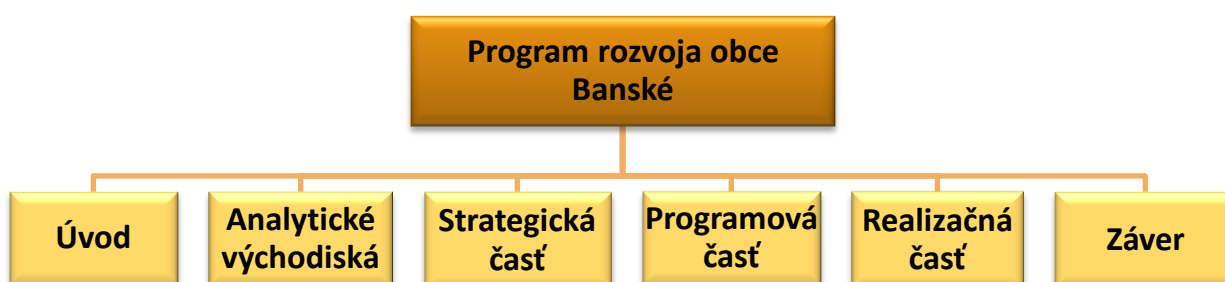 Program rozvoja obce
Banské
Úvod
Analytické
východiská
Strategická
časť
Programová
časť
Realizačná
časť
Záver